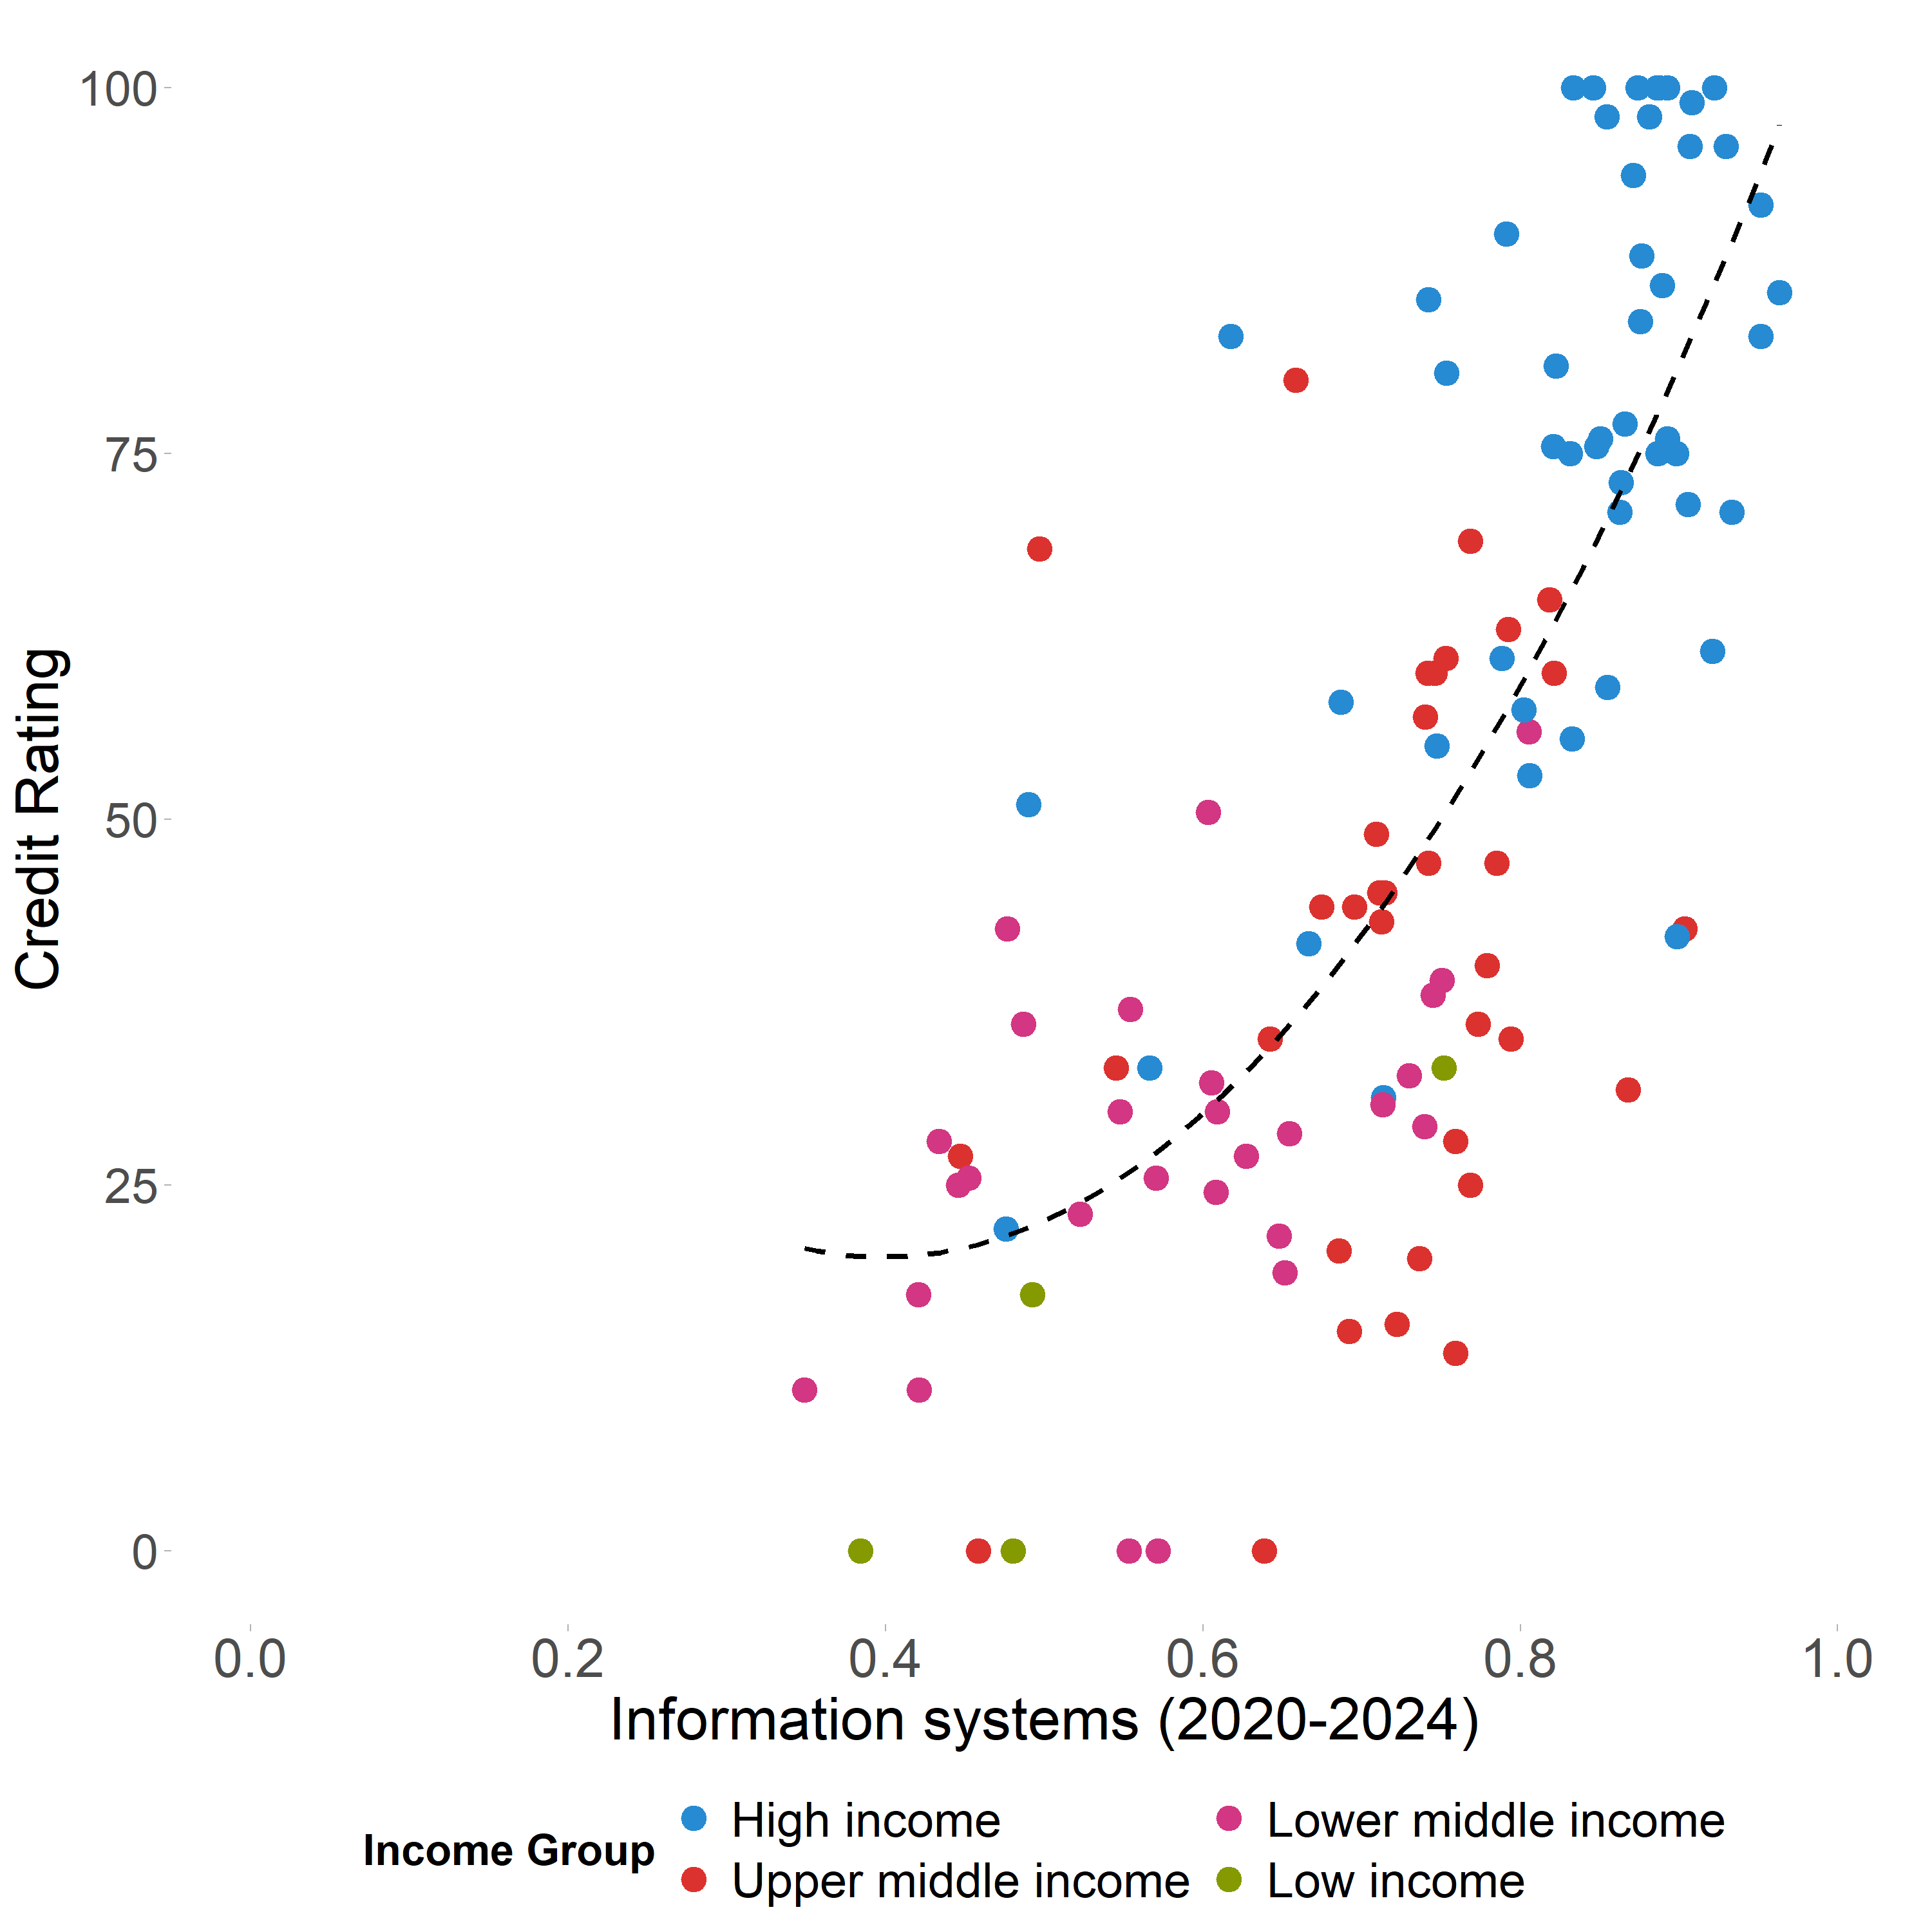 100
75
50
25
0
Credit Rating
0.0 0.2 0.4 0.6 0.8 1.0
Information systems (2020-2024)
Income Group
High income
Upper middle income
Lower middle income
Low income